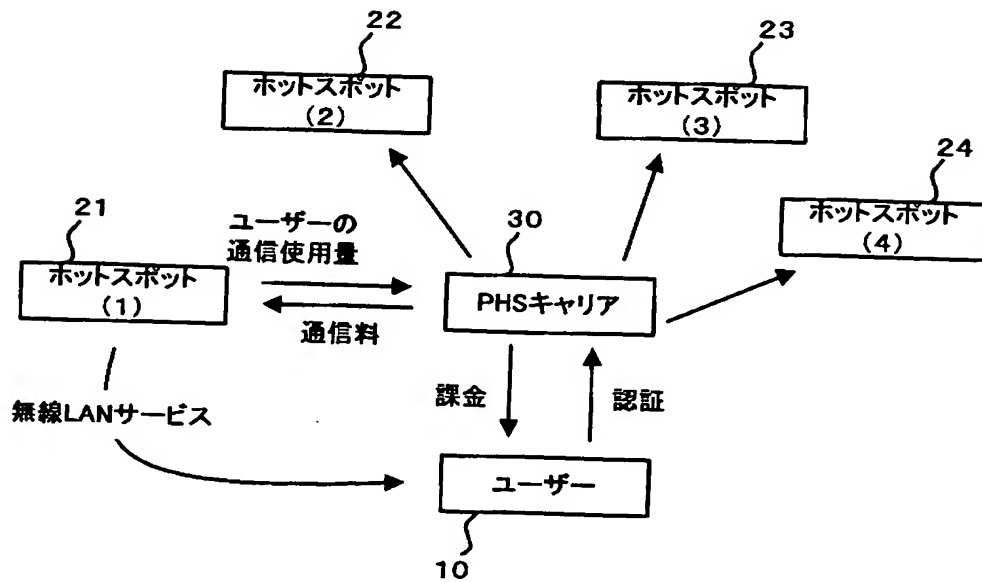 22
ホットスポット
(2)
23
ホットスポット
(3)
24
ホットスポット
(4)
21
ホットスポット
(1)
ユーザーの
通信使用量
通信料
30
PHSキャリア
課金
認証
無線LANサービス
ユーザー
10